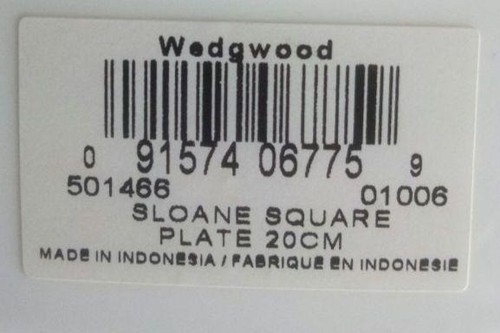 Wedgwood
0 91574 06775 9
501466 01006
SLOANE SQUARE
PLATE 20CM
MADE IN INDONESIA / FABRIQUE EN INDONESIE